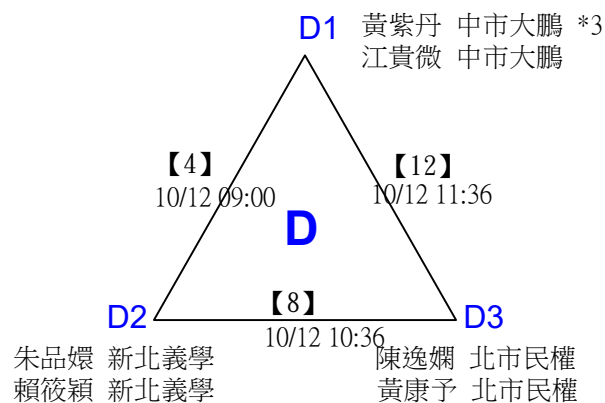 D1 黃紫丹 中市大鵬 *3
江貴微 中市大鵬
【4】
10/12 09:00
【12】
10/12 11:36
D
【8】
10/12 10:36
D2
朱品嬛 新北義學
賴筱穎 新北義學
D3
陳逸嫻 北市民權
黃康予 北市民權